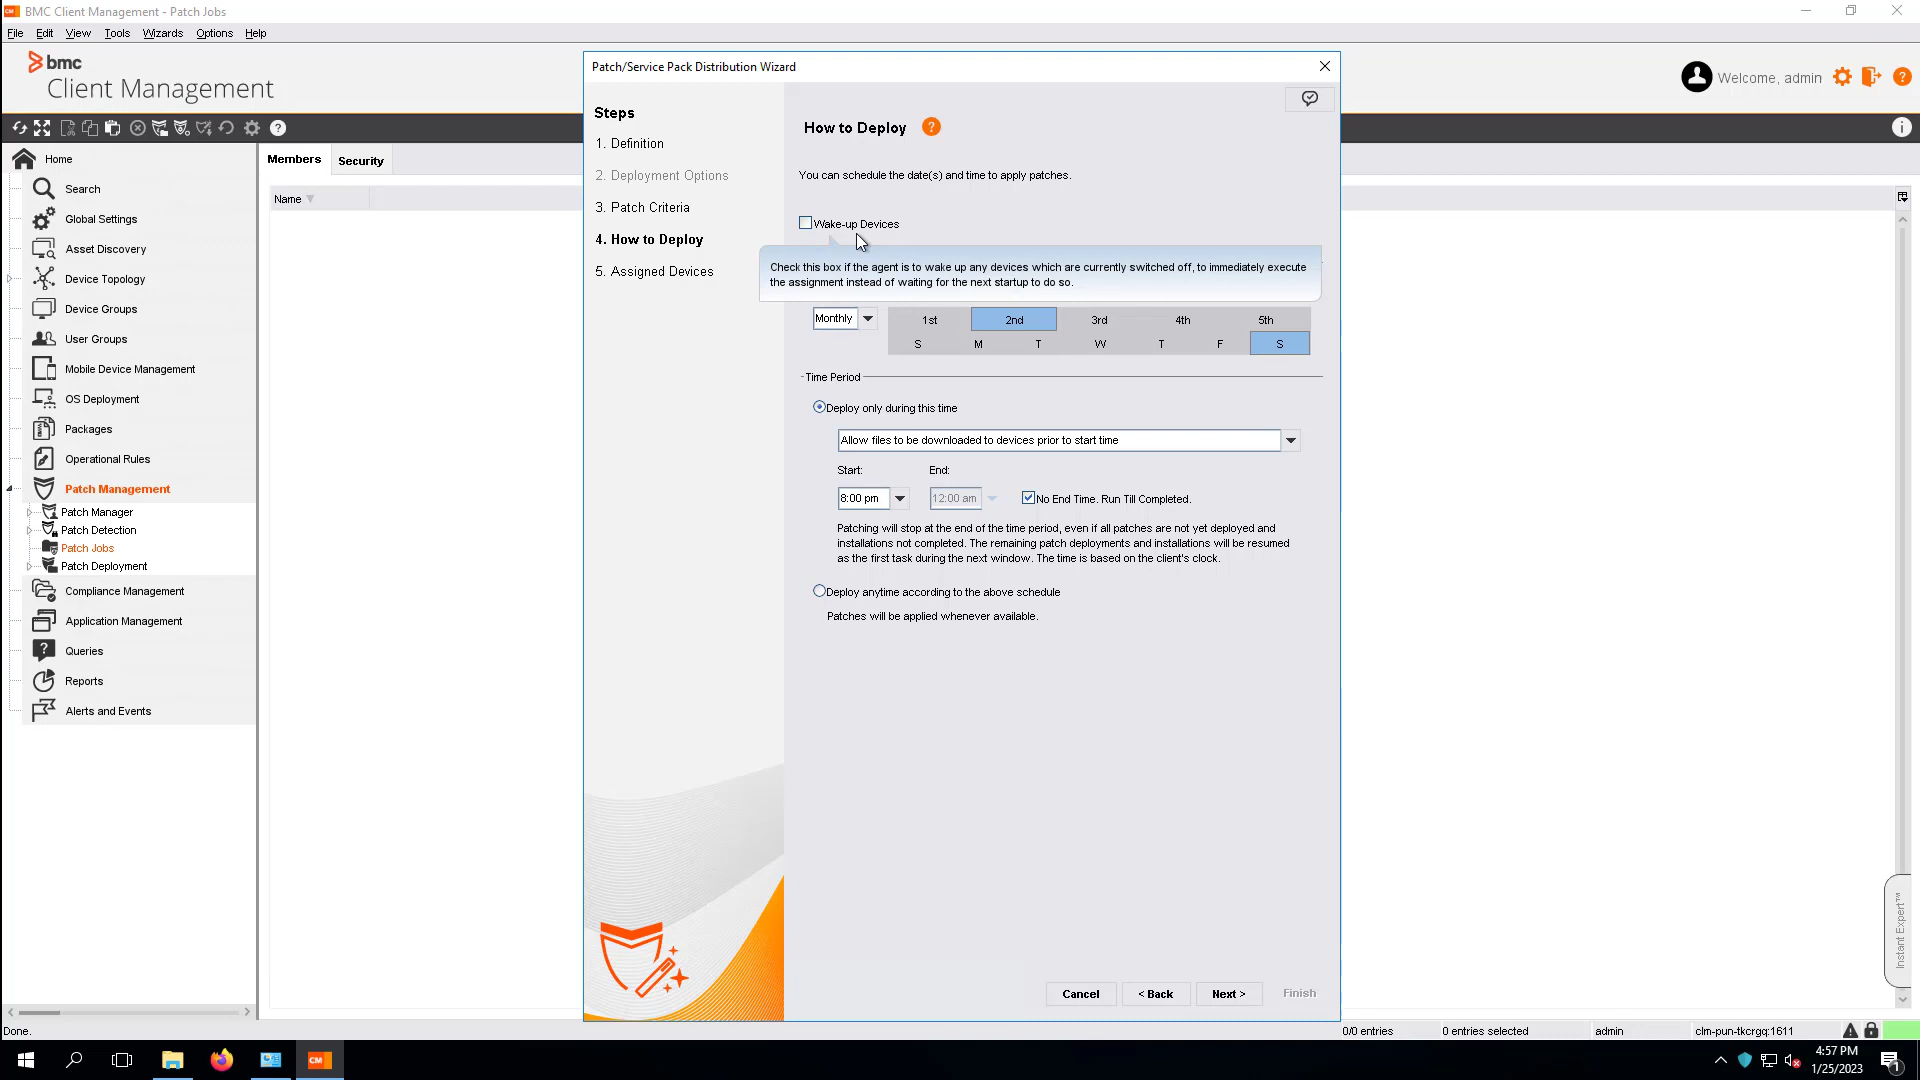 BMC Client Management - Patch Jobs
File Edit View Tools Wizards Options Help
bmc
Client Management
Welcome, admin
Home
Search
Global Settings
Asset Discovery
Device Topology
Device Groups
User Groups
Mobile Device Management
OS Deployment
Packages
Operational Rules
Patch Management
Patch Manager
Patch Detection
Patch Jobs
Patch Deployment
Compliance Management
Application Management
Queries
Reports
Alerts and Events
Members Security
Name
Patch/Service Pack Distribution Wizard
Steps
1. Definition
2. Deployment Options
3. Patch Criteria
4. How to Deploy
5. Assigned Devices
How to Deploy
You can schedule the date(s) and time to apply patches.
Wake-up Devices
Check this box if the agent is to wake up any devices which are currently switched off, to immediately execute
the assignment instead of waiting for the next startup to do so.
Monthly
1st 2nd 3rd 4th 5th
S M T W T F S
Time Period
Deploy only during this time
Allow files to be downloaded to devices prior to start time
Start: End:
8:00 pm 12:00 am No End Time. Run Till Completed.
Patching will stop at the end of the time period, even if all patches are not yet deployed and
installations not completed. The remaining patch deployments and installations will be resumed
as the first task during the next window. The time is based on the client's clock.
Deploy anytime according to the above schedule
Patches will be applied whenever available.
Cancel < Back Next > Finish
Instant Expert™
Done.
0/0 entries 0 entries selected admin clm-pun-tkcrgq:1611
CM
4:57 PM
1/25/2023
1